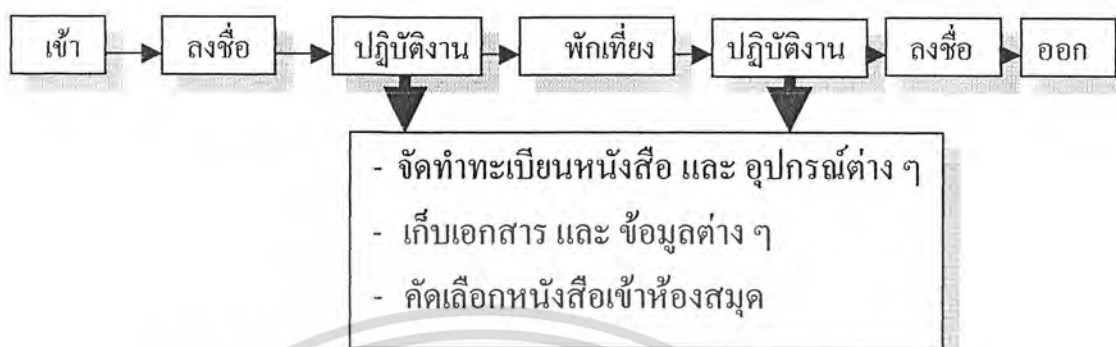 เข้า ลงชื่อ ปฏิบัติงาน พักเที่ยง ปฏิบัติงาน ลงชื่อ ออก
- จัดทำทะเบียนหนังสือ และ อุปกรณ์ต่าง ๆ
- เก็บเอกสาร และ ข้อมูลต่าง ๆ
- คัดเลือกหนังสือเข้าห้องสมุด